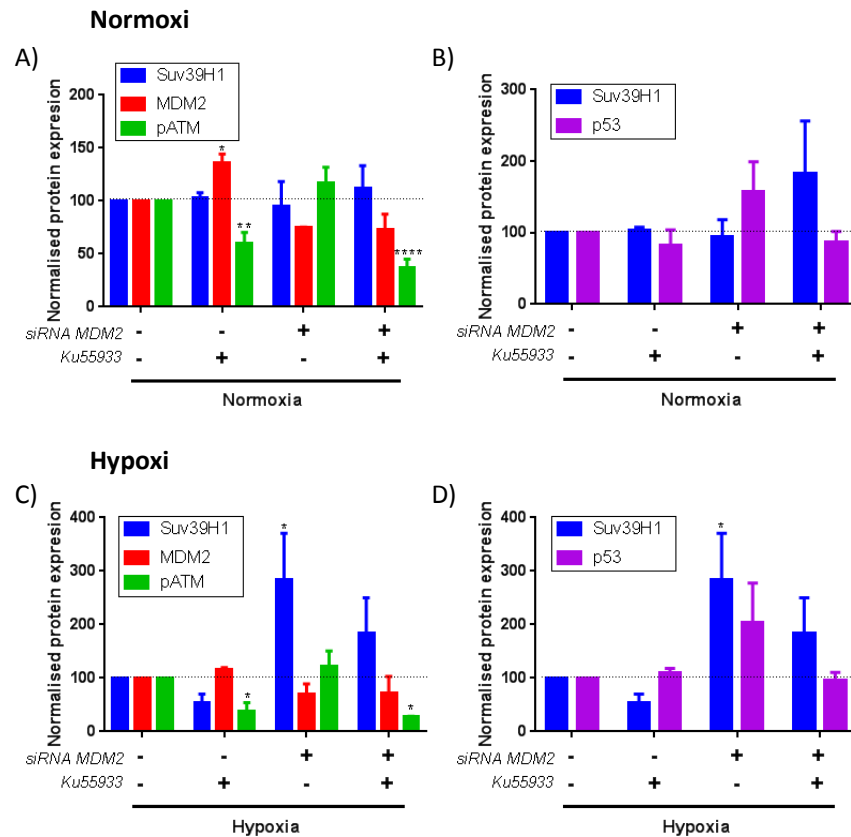 Normoxi
A)
Suv39H1
MDM2
pATM
Normalised protein expresion
200
150
100
50
0
*
**
****
siRNA MDM2 - - + +
Ku55933 - + - +
Normoxia
B)
Suv39H1
p53
Normalised protein expresion
300
200
100
0
siRNA MDM2 - - + +
Ku55933 - + - +
Normoxia
Hypoxi
C)
Suv39H1
MDM2
pATM
Normalised protein expresion
400
300
200
100
0
*
*
*
siRNA MDM2 - - + +
Ku55933 - + - +
Hypoxia
D)
Suv39H1
p53
Normalised protein expresion
400
300
200
100
0
*
siRNA MDM2 - - + +
Ku55933 - + - +
Hypoxia